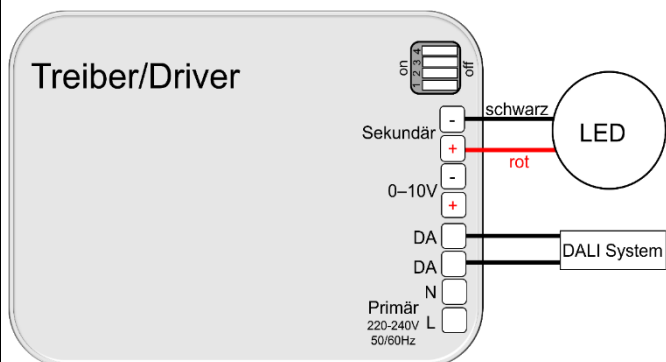 Treiber/Driver
on
1 2 3 4
off
Sekundär
-
schwarz
+
rot
LED
0–10V
-
+
DA
DA
DALI System
N
Primär
220-240V
L
50/60Hz